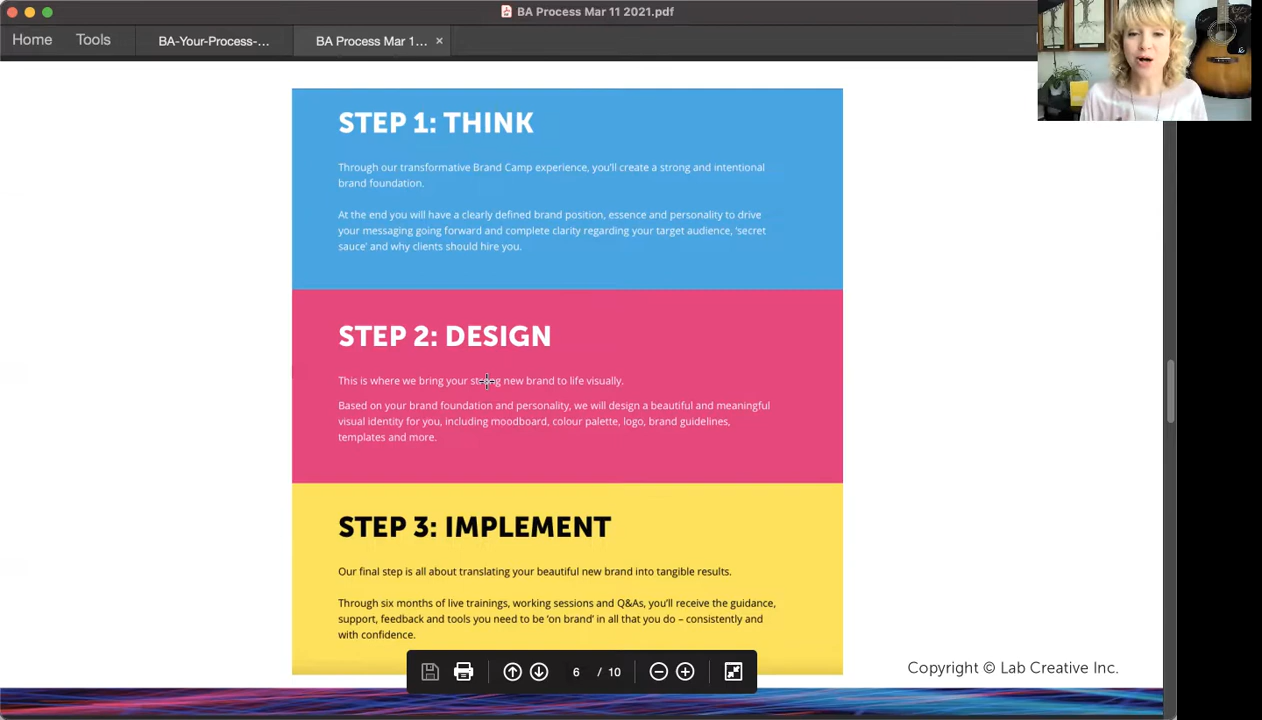 BA Process Mar 11 2021.pdf
Home Tools BA-Your-Process-... BA Process Mar 1... ×
STEP 1: THINK
Through our transformative Brand Camp experience, you'll create a strong and intentional
brand foundation.
At the end you will have a clearly defined brand position, essence and personality to drive
your messaging going forward and complete clarity regarding your target audience, 'secret
sauce' and why clients should hire you.
STEP 2: DESIGN
This is where we bring your strong new brand to life visually.
Based on your brand foundation and personality, we will design a beautiful and meaningful
visual identity for you, including moodboard, colour palette, logo, brand guidelines,
templates and more.
STEP 3: IMPLEMENT
Our final step is all about translating your beautiful new brand into tangible results.
Through six months of live trainings, working sessions and Q&As, you'll receive the guidance,
support, feedback and tools you need to be 'on brand' in all that you do – consistently and
with confidence.
6 / 10
Copyright © Lab Creative Inc.